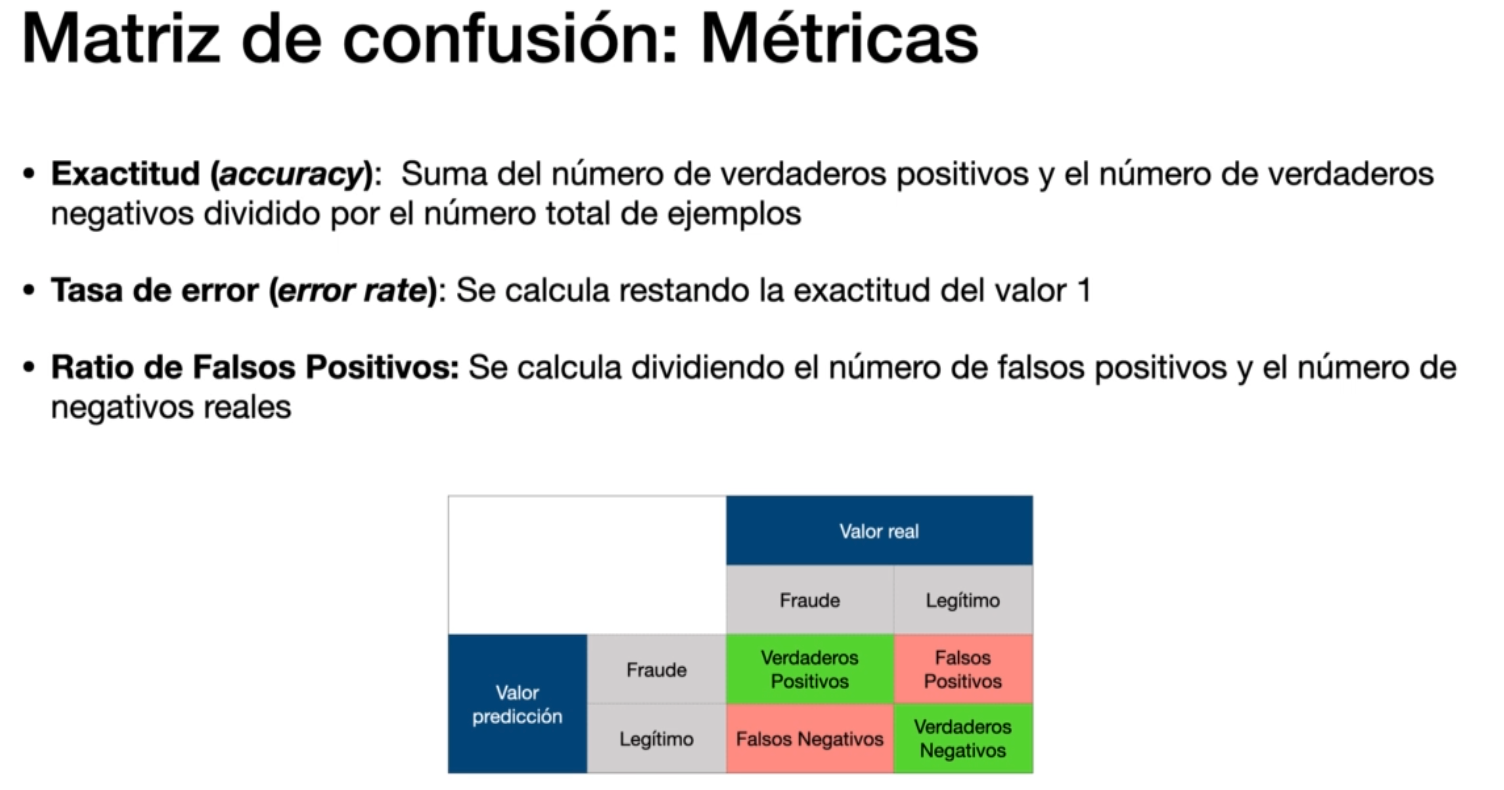 Matriz de confusión: Métricas
• Exactitud (accuracy): Suma del número de verdaderos positivos y el número de verdaderos
negativos dividido por el número total de ejemplos
• Tasa de error (error rate): Se calcula restando la exactitud del valor 1
• Ratio de Falsos Positivos: Se calcula dividiendo el número de falsos positivos y el número de
negativos reales
Valor real
Fraude
Legítimo
Valor
predicción
Fraude
Verdaderos
Positivos
Falsos
Positivos
Legítimo
Falsos Negativos
Verdaderos
Negativos